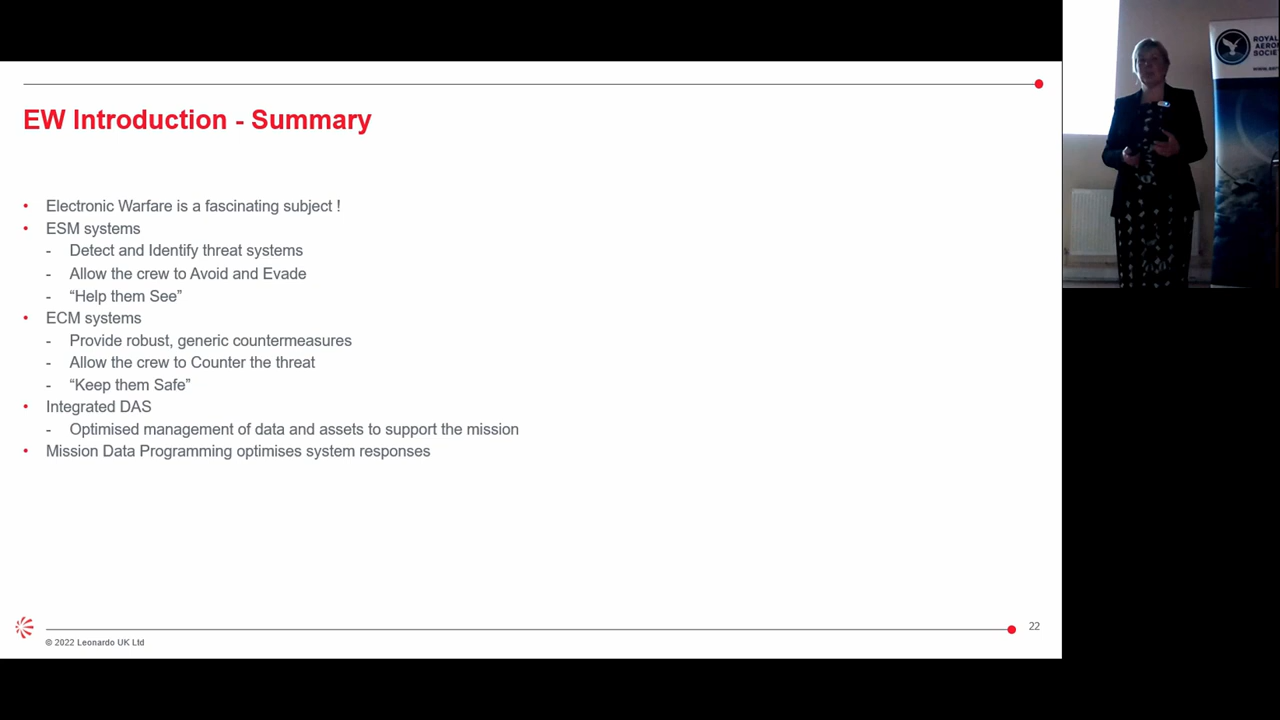 EW Introduction - Summary
• Electronic Warfare is a fascinating subject !
• ESM systems
- Detect and Identify threat systems
- Allow the crew to Avoid and Evade
- “Help them See”
• ECM systems
- Provide robust, generic countermeasures
- Allow the crew to Counter the threat
- “Keep them Safe”
• Integrated DAS
- Optimised management of data and assets to support the mission
• Mission Data Programming optimises system responses
© 2022 Leonardo UK Ltd
22
ROYAL